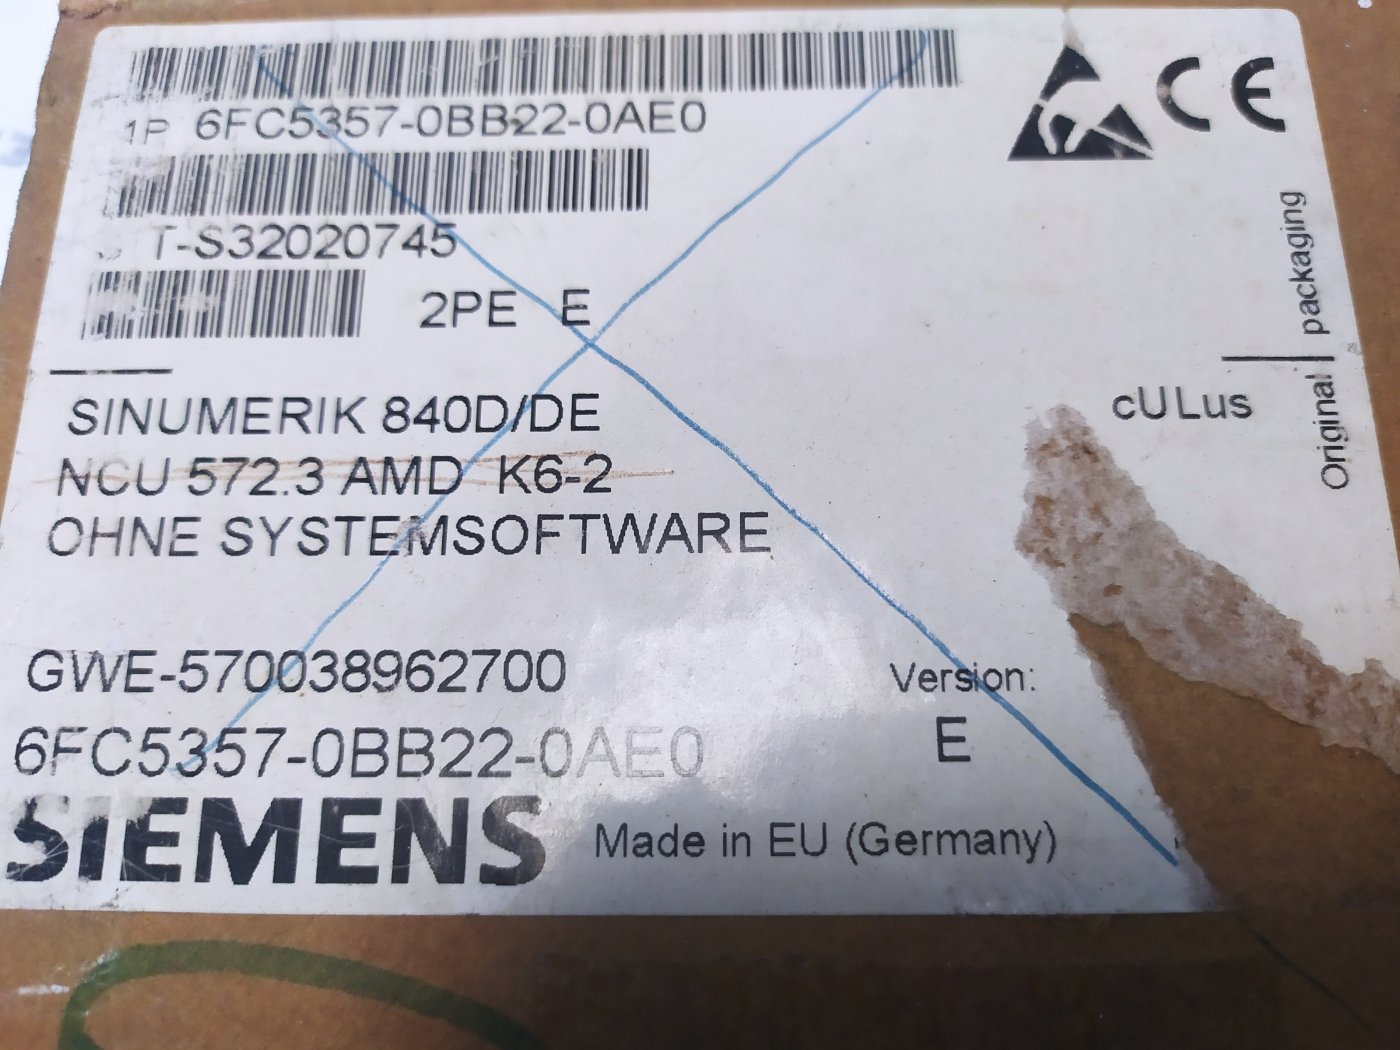 1P 6FC5357-0BB22-0AE0
S T-S32020745
2PE E
SINUMERIK 840D/DE
NCU 572.3 AMD K6-2
OHNE SYSTEMSOFTWARE
GWE-570038962700
6FC5357-0BB22-0AE0
SIEMENS
Made in EU (Germany)
Version:
E
cULus
Original packaging
CE